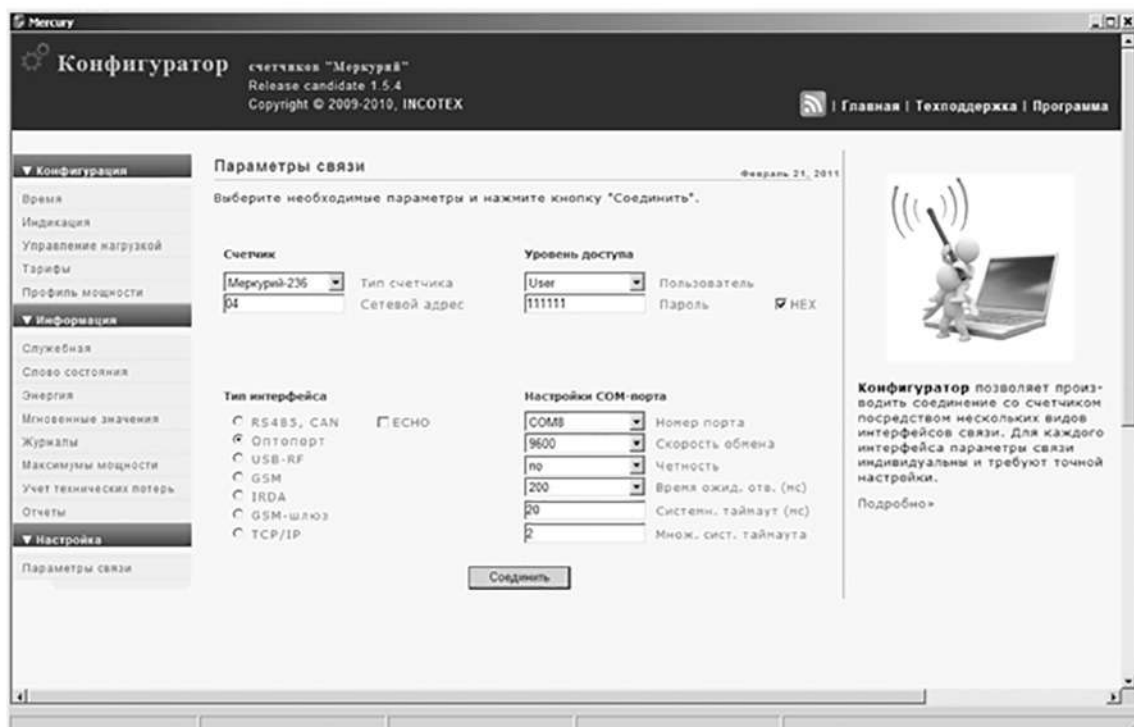 Mercury
Конфигуратор счетчиков "Меркурий"
Release candidate 1.5.4
Copyright © 2009-2010, INCOTEX
| Главная | Техподдержка | Программа
▼ Конфигурация
Время
Индикация
Управление нагрузкой
Тарифы
Профиль мощности
▼ Информация
Служебная
Слово состояния
Энергия
Мгновенные значения
Журналы
Максимумы мощности
Учет технических потерь
Отчеты
▼ Настройка
Параметры связи
Параметры связи
Февраль 21, 2011
Выберите необходимые параметры и нажмите кнопку "Соединить".
Счетчик
Меркурий-236 Тип счетчика
04 Сетевой адрес
Уровень доступа
User Пользователь
111111 Пароль HEX
Тип интерфейса
RS485, CAN ECHO
Оптопорт
USB-RF
GSM
IRDA
GSM-шлюз
TCP/IP
Настройки COM-порта
COM8 Номер порта
9600 Скорость обмена
no Четность
200 Время ожид. отв. (мс)
20 Системн. таймаут (мс)
2 Множ. сист. таймаута
Соединить
Конфигуратор позволяет произ-
водить соединение со счетчиком
посредством нескольких видов
интерфейсов связи. Для каждого
интерфейса параметры связи
индивидуальны и требуют точной
настройки.
Подробно»